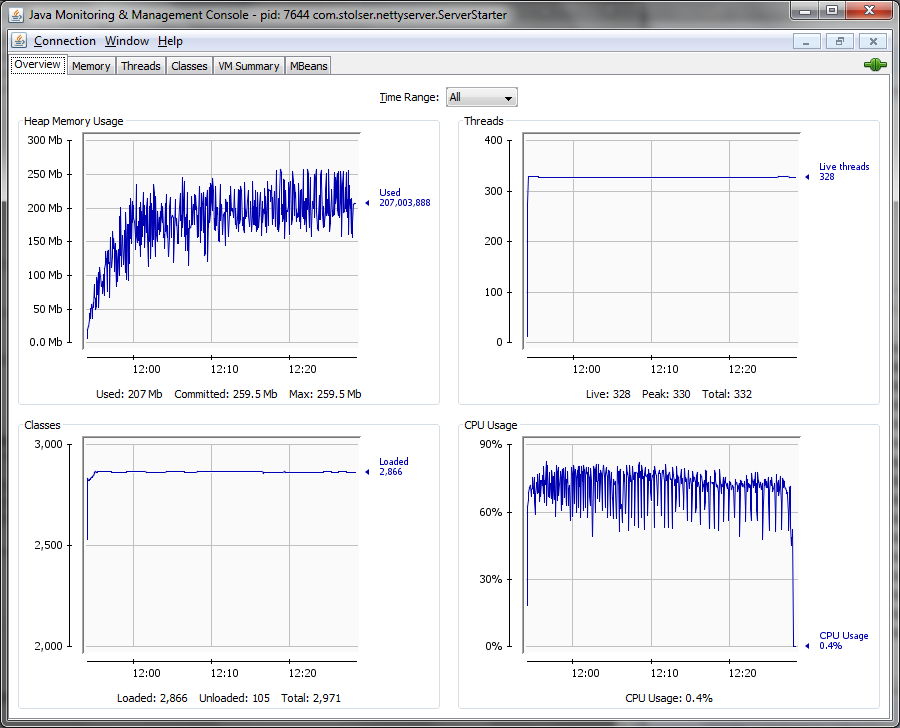 Java Monitoring & Management Console - pid: 7644 com.stolser.nettyserver.ServerStarter
Connection Window Help
Overview Memory Threads Classes VM Summary MBeans
Time Range: All
Heap Memory Usage
300 Mb
250 Mb
200 Mb
150 Mb
100 Mb
50 Mb
0.0 Mb
Used
207,003,888
12:00 12:10 12:20
Used: 207 Mb Committed: 259.5 Mb Max: 259.5 Mb
Threads
400
300
200
100
0
Live threads
328
12:00 12:10 12:20
Live: 328 Peak: 330 Total: 332
Classes
3,000
2,500
2,000
Loaded
2,866
12:00 12:10 12:20
Loaded: 2,866 Unloaded: 105 Total: 2,971
CPU Usage
90%
60%
30%
0%
CPU Usage
0.4%
12:00 12:10 12:20
CPU Usage: 0.4%